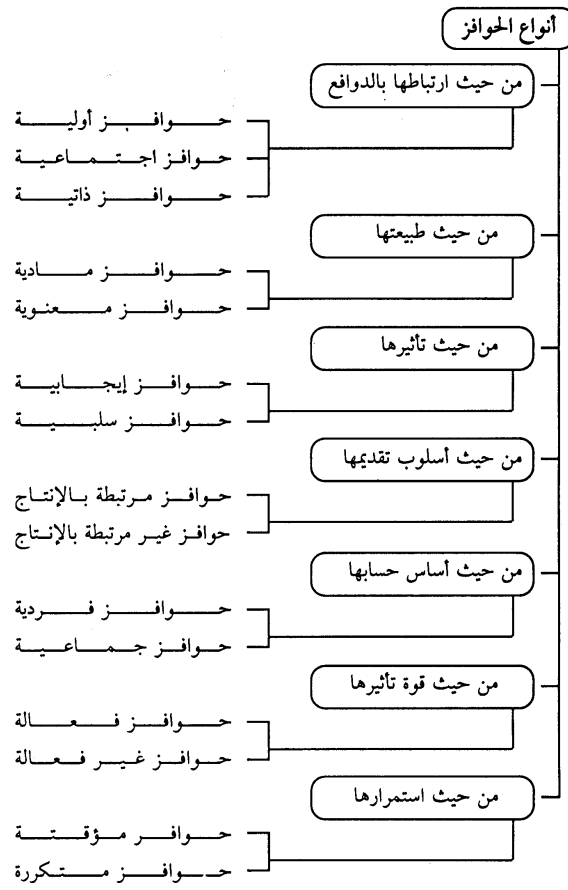 أنواع الحوافز
من حيث ارتباطها بالدوافع
حوافز أولية
حوافز اجتماعية
حوافز ذاتية
من حيث طبيعتها
حوافز مادية
حوافز معنوية
من حيث تأثيرها
حوافز إيجابية
حوافز سلبية
من حيث أسلوب تقديمها
حوافز مرتبطة بالإنتاج
حوافز غير مرتبطة بالإنتاج
من حيث أساس حسابها
حوافز فردية
حوافز جماعية
من حيث قوة تأثيرها
حوافز فعالة
حوافز غير فعالة
من حيث استمرارها
حوافر مؤقتة
حوافز متكررة